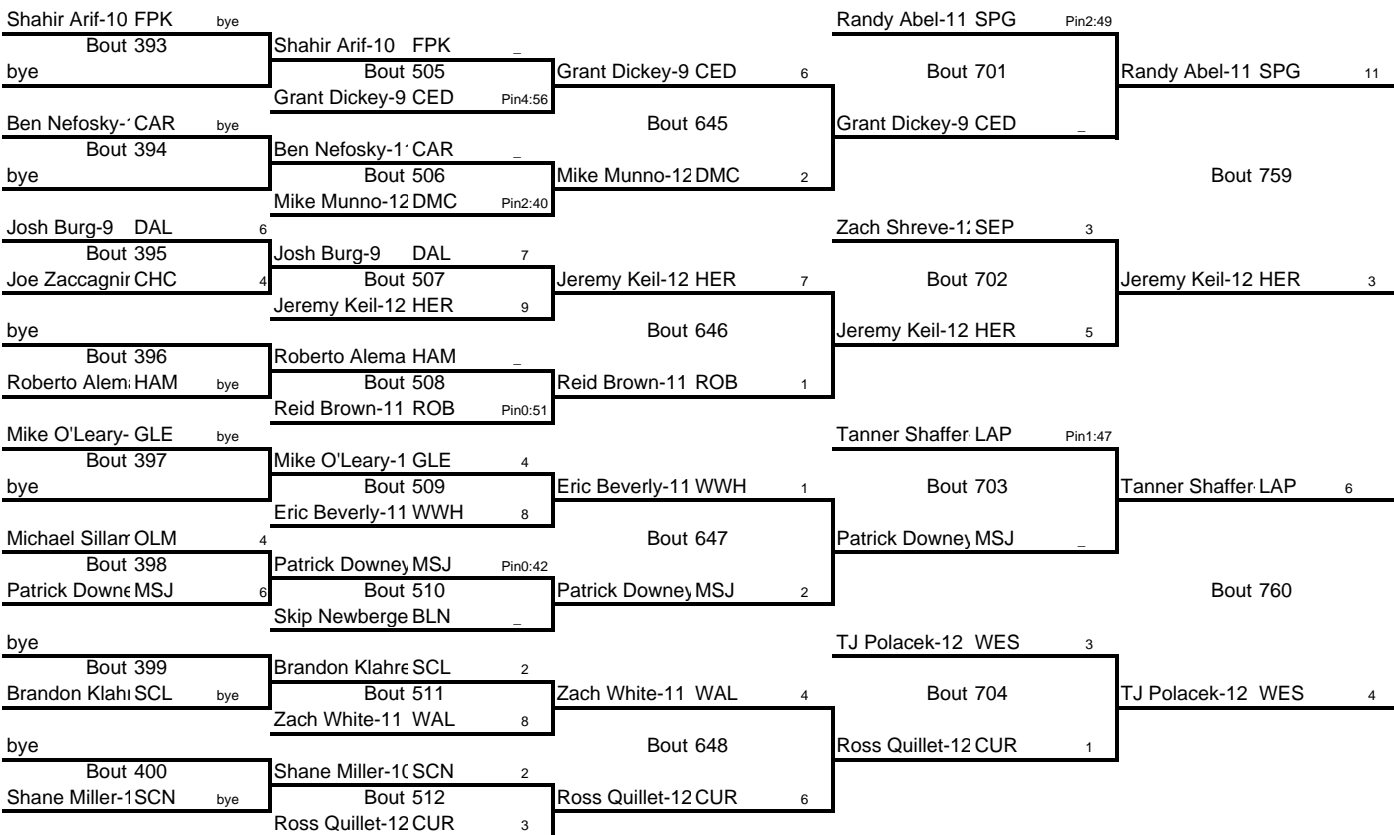 Shahir Arif-10 FPK bye Randy Abel-11 SPG Pin2:49
Bout 393 Shahir Arif-10 FPK _
bye Bout 505 Grant Dickey-9 CED 6 Bout 701 Randy Abel-11 SPG 11
Grant Dickey-9 CED Pin4:56
Ben Nefosky- CAR bye Bout 645 Grant Dickey-9 CED _
Bout 394 Ben Nefosky-1 CAR _
bye Bout 506 Mike Munno-12 DMC 2 Bout 759
Mike Munno-12 DMC Pin2:40
Josh Burg-9 DAL 6 Zach Shreve-12 SEP 3
Bout 395 Josh Burg-9 DAL 7
Joe Zaccagnir CHC 4 Bout 507 Jeremy Keil-12 HER 7 Bout 702 Jeremy Keil-12 HER 3
Jeremy Keil-12 HER 9
bye Bout 646 Jeremy Keil-12 HER 5
Bout 396 Roberto Alema HAM _
Roberto Alem HAM bye Bout 508 Reid Brown-11 ROB 1
Reid Brown-11 ROB Pin0:51
Mike O'Leary- GLE bye Tanner Shaffer LAP Pin1:47
Bout 397 Mike O'Leary-1 GLE 4
bye Bout 509 Eric Beverly-11 WWH 1 Bout 703 Tanner Shaffer LAP 6
Eric Beverly-11 WWH 8
Michael Sillam OLM 4 Bout 647 Patrick Downey MSJ _
Bout 398 Patrick Downey MSJ Pin0:42
Patrick Downe MSJ 6 Bout 510 Patrick Downey MSJ 2 Bout 760
Skip Newberge BLN _
bye TJ Polacek-12 WES 3
Bout 399 Brandon Klahre SCL 2
Brandon Klahr SCL bye Bout 511 Zach White-11 WAL 4 Bout 704 TJ Polacek-12 WES 4
Zach White-11 WAL 8
bye Bout 648 Ross Quillet-12 CUR 1
Bout 400 Shane Miller-10 SCN 2
Shane Miller-1 SCN bye Bout 512 Ross Quillet-12 CUR 6
Ross Quillet-12 CUR 3